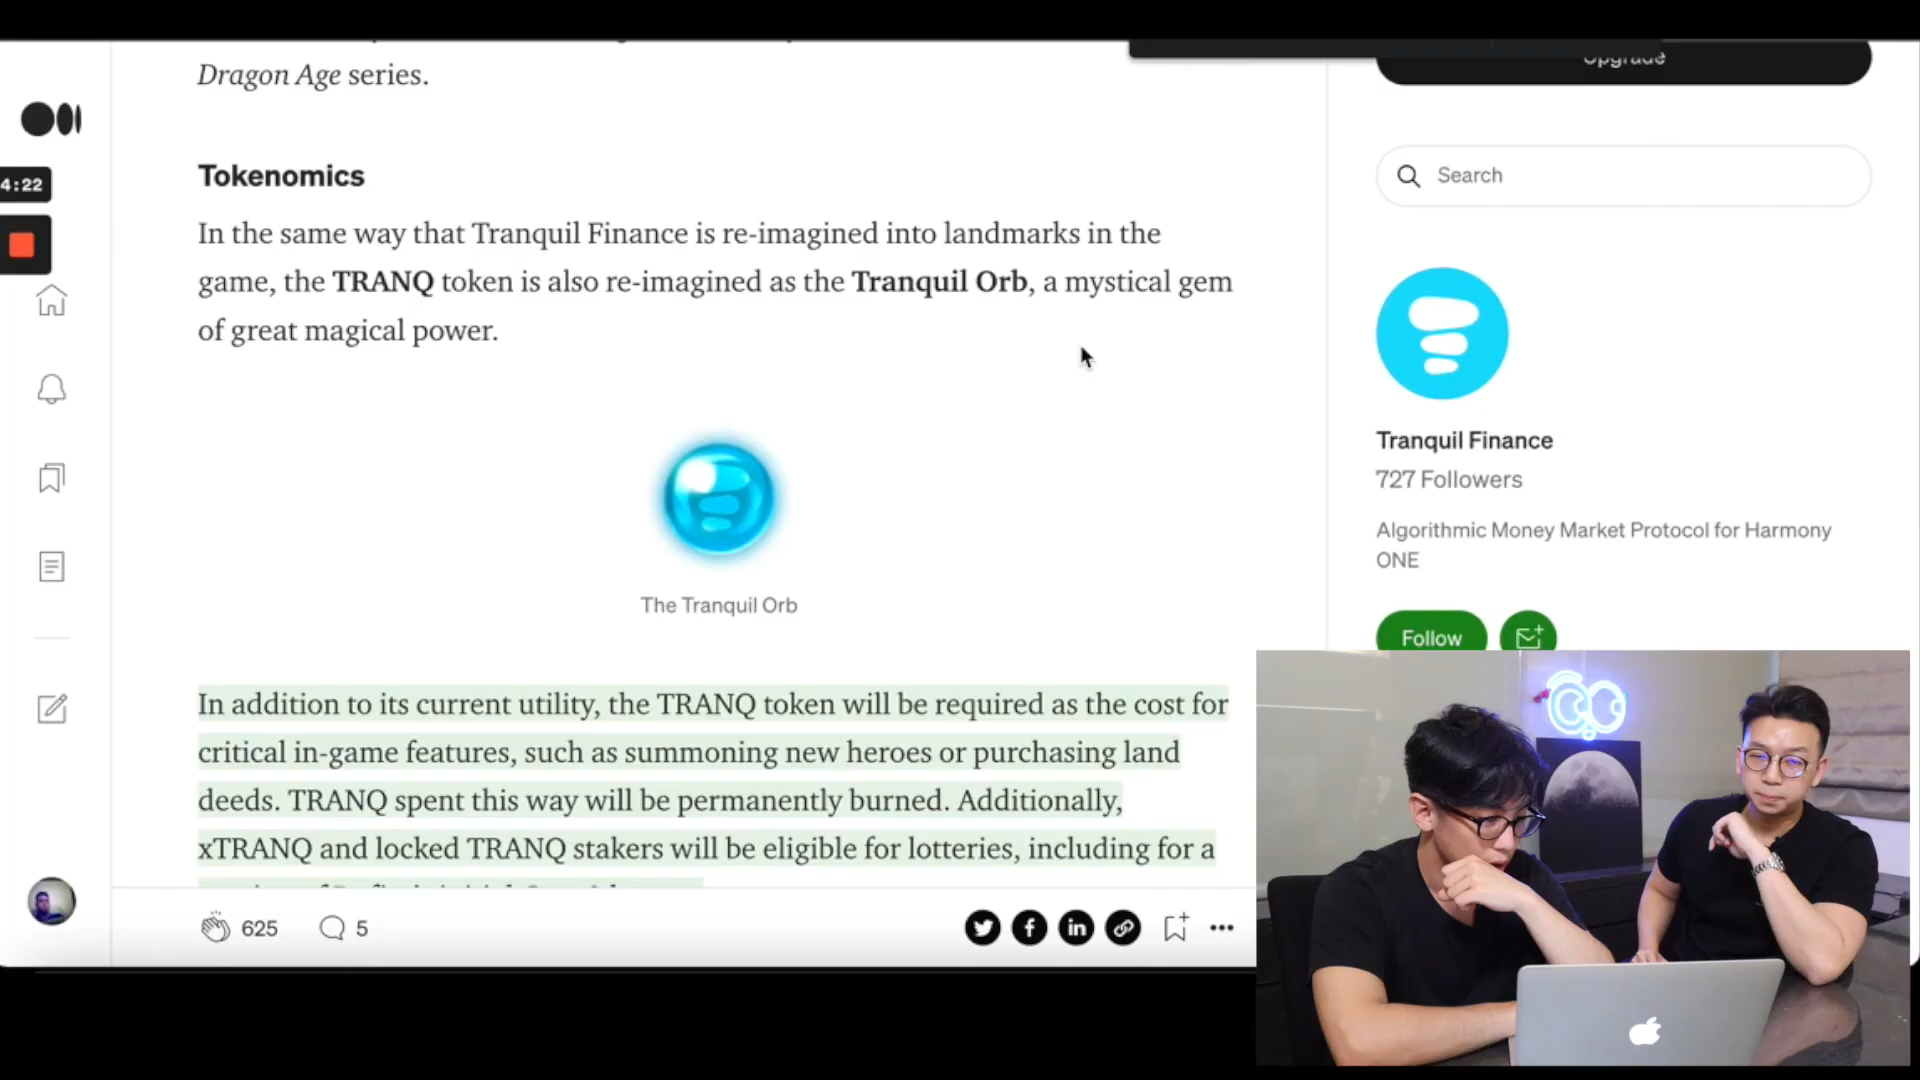 Dragon Age series.
Upgrade
4:22
Tokenomics
Search
In the same way that Tranquil Finance is re-imagined into landmarks in the
game, the TRANQ token is also re-imagined as the Tranquil Orb, a mystical gem
of great magical power.
Tranquil Finance
727 Followers
Algorithmic Money Market Protocol for Harmony
ONE
Follow
The Tranquil Orb
In addition to its current utility, the TRANQ token will be required as the cost for
critical in-game features, such as summoning new heroes or purchasing land
deeds. TRANQ spent this way will be permanently burned. Additionally,
xTRANQ and locked TRANQ stakers will be eligible for lotteries, including for a
625
5